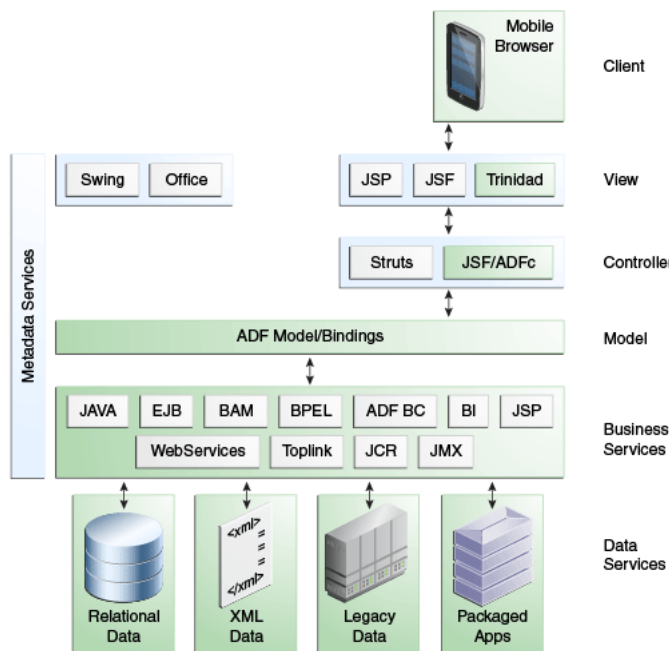 Mobile
Browser
Client
Metadata Services
Swing
Office
JSP
JSF
Trinidad
View
Struts
JSF/ADFc
Controller
ADF Model/Bindings
Model
JAVA
EJB
BAM
BPEL
ADF BC
BI
JSP
WebServices
Toplink
JCR
JMX
Business
Services
<xml>
=
=
=
</xml>
Data
Services
Relational
Data
XML
Data
Legacy
Data
Packaged
Apps